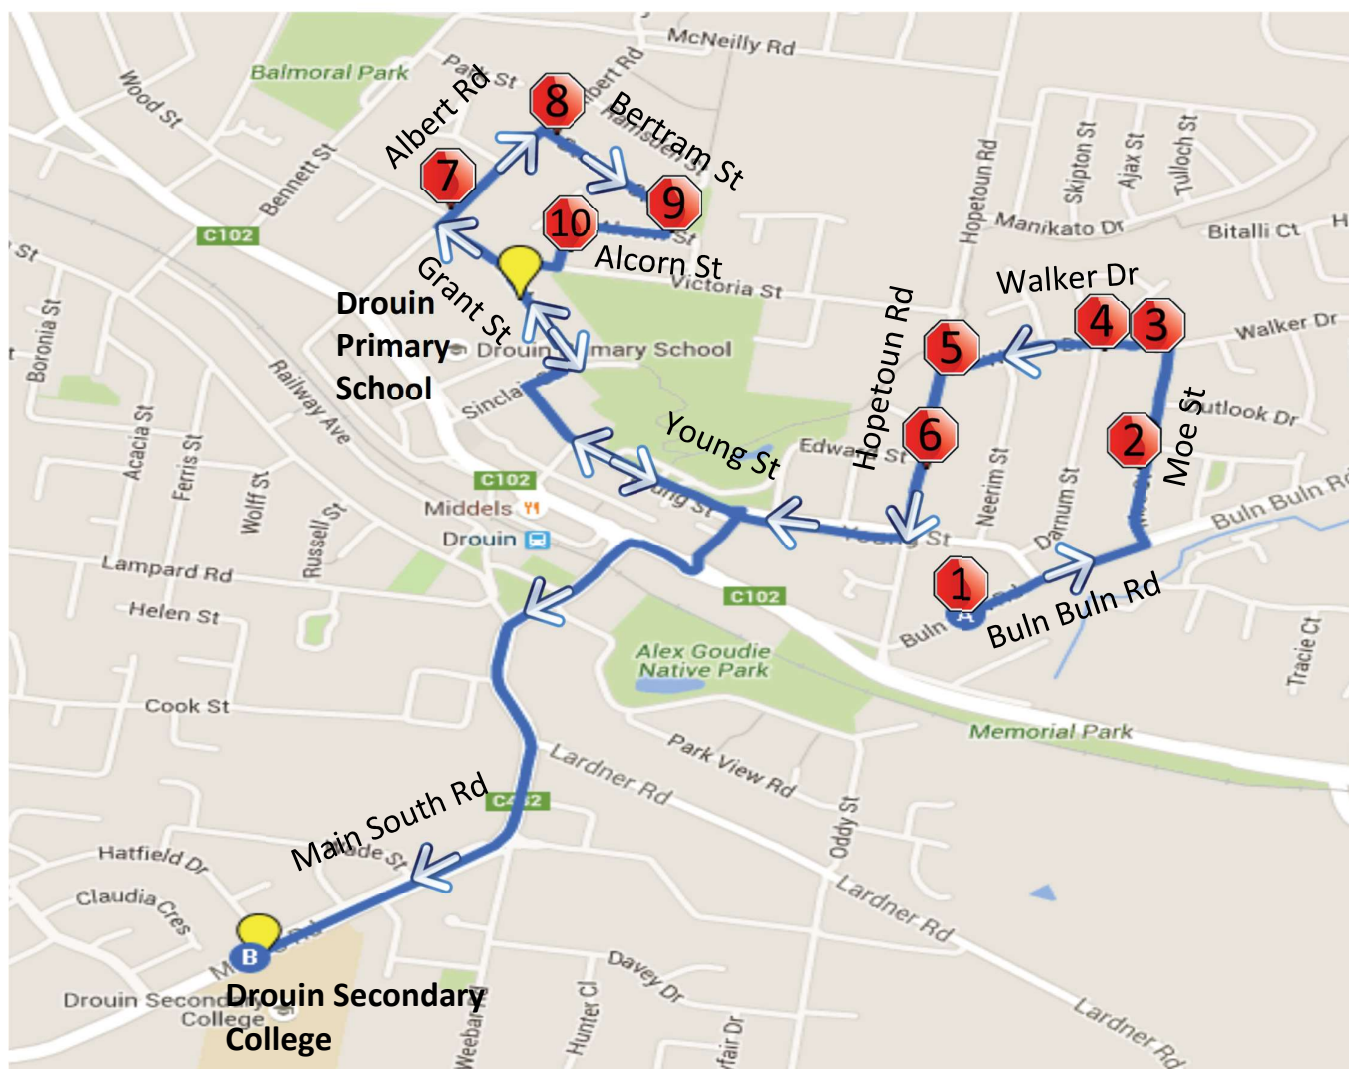 McNeilly Rd
Balmoral Park
Park St
Wood St
Albert Rd
8
Bertram St
Skipton St
Ajax St
Tulloch St
Hopetoun Rd
7
Bennett St
9
10
Manikato Dr
Bitalli Ct
H
C102
St
Alcorn St
Victoria St
Walker Dr
Grant St
Drouin
Primary
School
Hopetoun Rd
4
3
5
Walker Dr
Boronia St
Drouin Primary School
Railway Ave
Outlook Dr
Acacia St
Ferris St
Young St
Edward St
6
2
Moe St
Wolff St
C102
Middels
Neerim St
Darnum St
Buln Buln Rd
Russell St
Drouin
Young St
Lampard Rd
Helen St
C102
1
A
Buln Buln Rd
Alex Goudie
Native Park
Tracie Ct
Cook St
Memorial Park
Park View Rd
Lardner Rd
Main South Rd
Oddy St
Hatfield Dr
Claudia Cres
Lardner Rd
B
Drouin Secondary
College
Drouin Secondary
College
Davey Dr
Hunter Cl
Lardner Rd